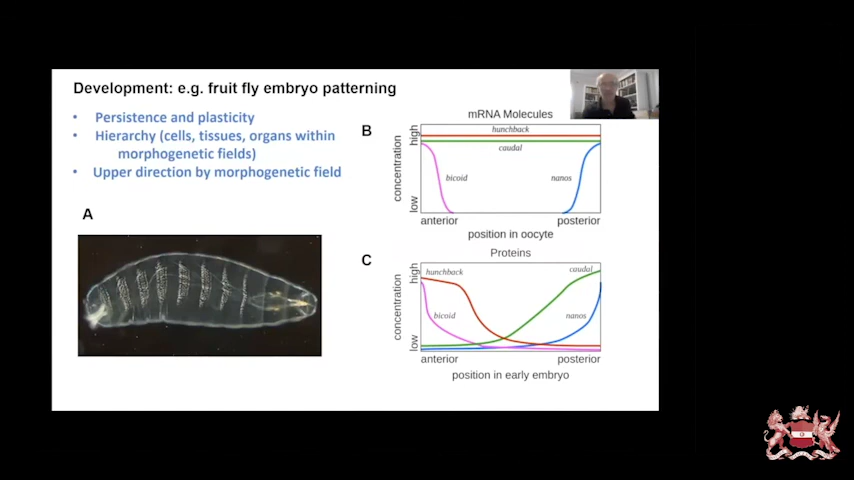 Development: e.g. fruit fly embryo patterning
• Persistence and plasticity
• Hierarchy (cells, tissues, organs within
morphogenetic fields)
• Upper direction by morphogenetic field
A
B
mRNA Molecules
concentration
high
low
hunchback
caudal
bicoid
nanos
anterior
posterior
position in oocyte
C
Proteins
concentration
high
low
hunchback
caudal
bicoid
nanos
anterior
posterior
position in early embryo